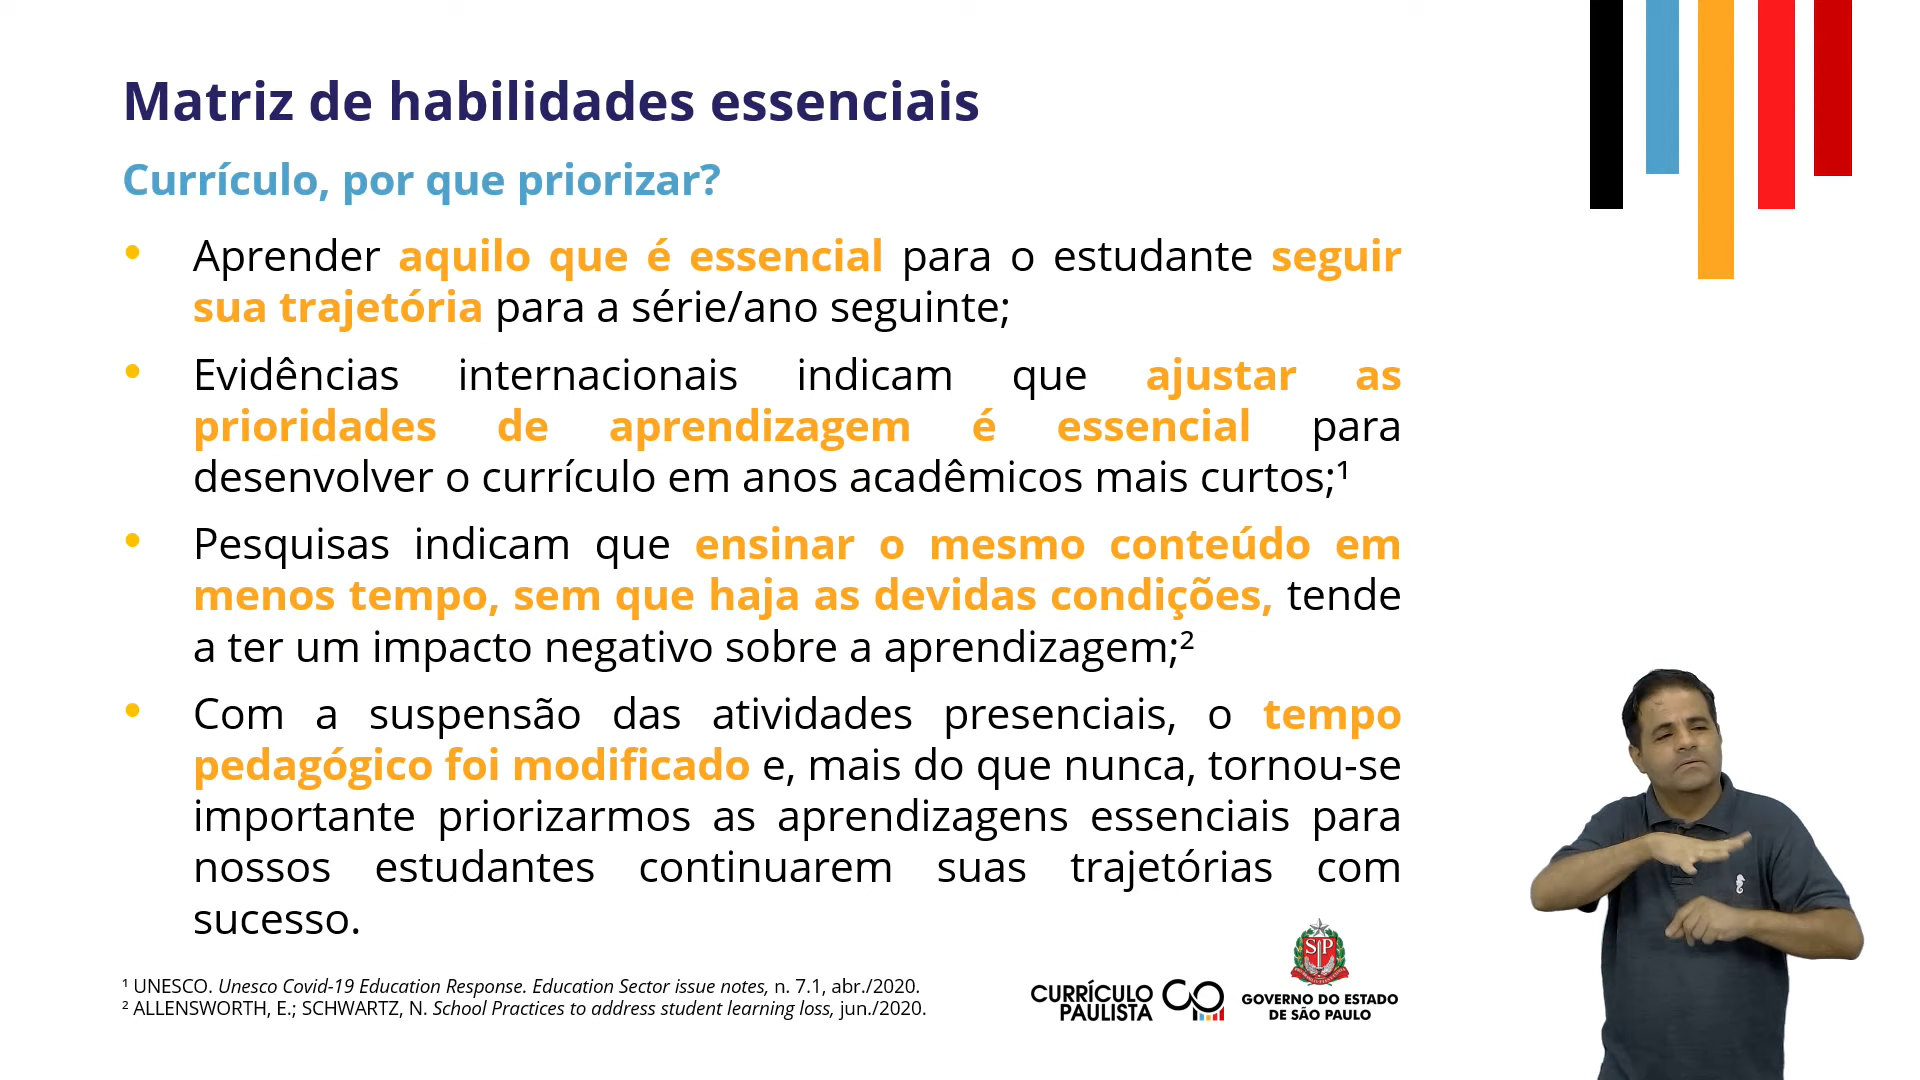 Matriz de habilidades essenciais
Currículo, por que priorizar?
• Aprender aquilo que é essencial para o estudante seguir
sua trajetória para a série/ano seguinte;
• Evidências internacionais indicam que ajustar as
prioridades de aprendizagem é essencial para
desenvolver o currículo em anos acadêmicos mais curtos;¹
• Pesquisas indicam que ensinar o mesmo conteúdo em
menos tempo, sem que haja as devidas condições, tende
a ter um impacto negativo sobre a aprendizagem;²
• Com a suspensão das atividades presenciais, o tempo
pedagógico foi modificado e, mais do que nunca, tornou-se
importante priorizarmos as aprendizagens essenciais para
nossos estudantes continuarem suas trajetórias com
sucesso.
¹ UNESCO. Unesco Covid-19 Education Response. Education Sector issue notes, n. 7.1, abr./2020.
² ALLENSWORTH, E.; SCHWARTZ, N. School Practices to address student learning loss, jun./2020.
CURRÍCULO
PAULISTA
SP
GOVERNO DO ESTADO
DE SÃO PAULO